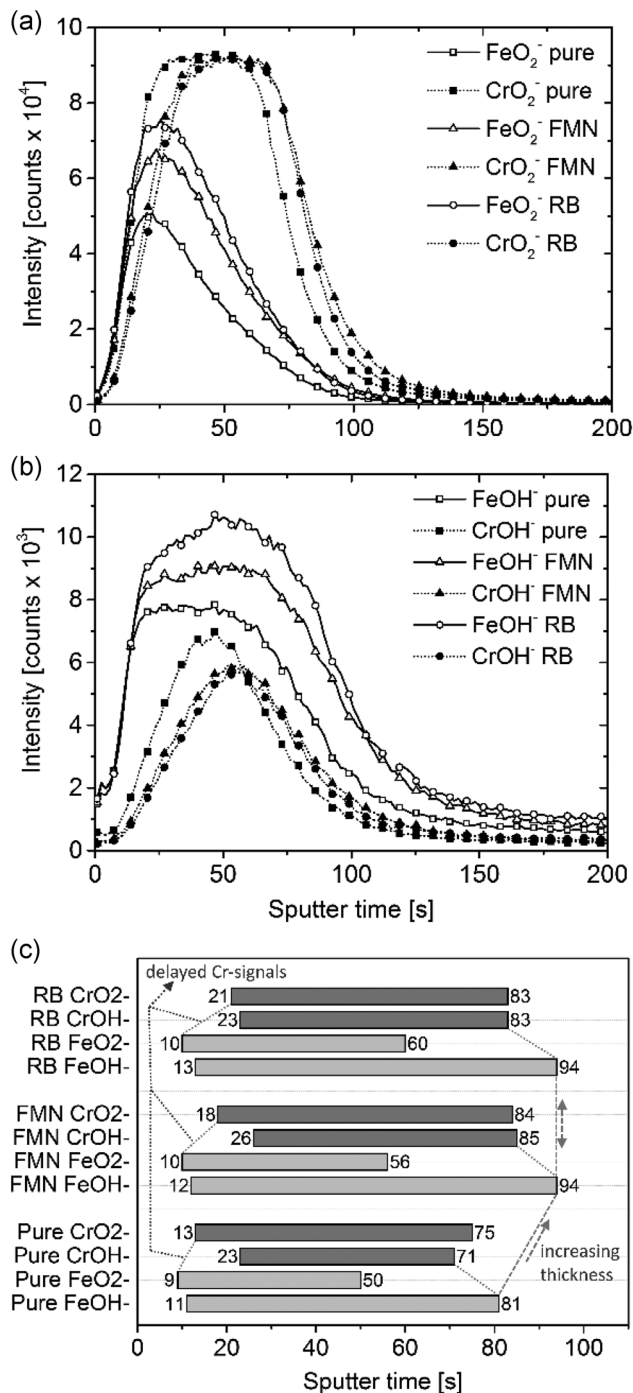 (a)
FeO₂⁻ pure
CrO₂⁻ pure
FeO₂⁻ FMN
CrO₂⁻ FMN
FeO₂⁻ RB
CrO₂⁻ RB
Intensity [counts x 10⁴]
10
8
6
4
2
0
0 50 100 150 200
(b)
FeOH⁻ pure
CrOH⁻ pure
FeOH⁻ FMN
CrOH⁻ FMN
FeOH⁻ RB
CrOH⁻ RB
Intensity [counts x 10³]
12
10
8
6
4
2
0
0 50 100 150 200
Sputter time [s]
(c)
delayed Cr-signals
RB CrO2- 21 83
RB CrOH- 23 83
RB FeO2- 10 60
RB FeOH- 13 94
FMN CrO2- 18 84
FMN CrOH- 26 85
FMN FeO2- 10 56
FMN FeOH- 12 94
Pure CrO2- 13 75
Pure CrOH- 23 71
Pure FeO2- 9 50
Pure FeOH- 11 81
increasing
thickness
0 20 40 60 80 100
Sputter time [s]